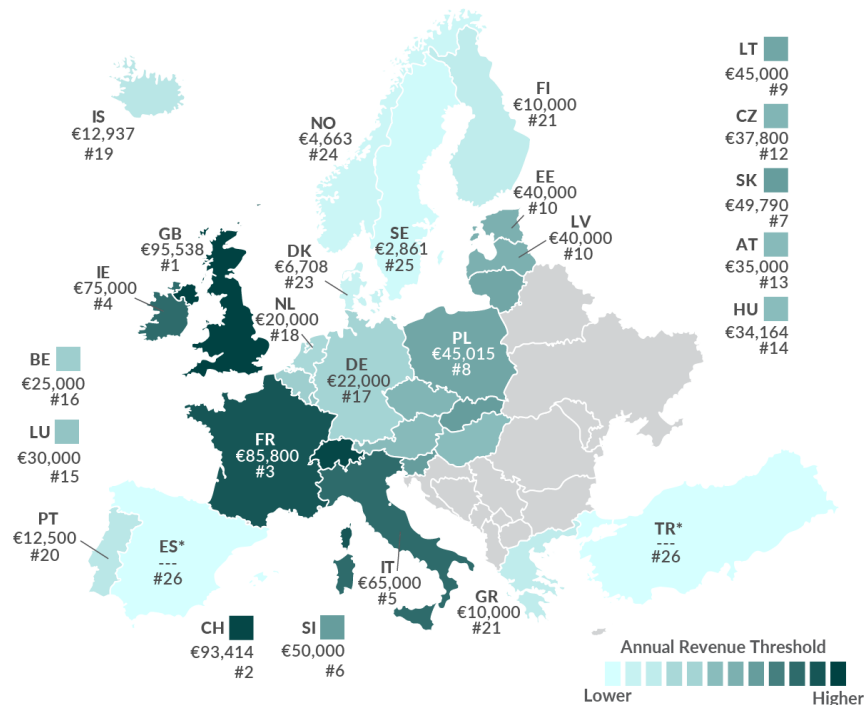 IS
€12,937
#19
NO
€4,663
#24
FI
€10,000
#21
LT
€45,000
#9
CZ
€37,800
#12
SK
€49,790
#7
AT
€35,000
#13
HU
€34,164
#14
EE
€40,000
#10
LV
€40,000
#10
SE
€2,861
#25
GB
€95,538
#1
IE
€75,000
#4
DK
€6,708
#23
NL
€20,000
#18
BE
€25,000
#16
LU
€30,000
#15
DE
€22,000
#17
PL
€45,015
#8
FR
€85,800
#3
PT
€12,500
#20
ES*
---
#26
IT
€65,000
#5
GR
€10,000
#21
TR*
---
#26
CH
€93,414
#2
SI
€50,000
#6
Annual Revenue Threshold
Lower
Higher